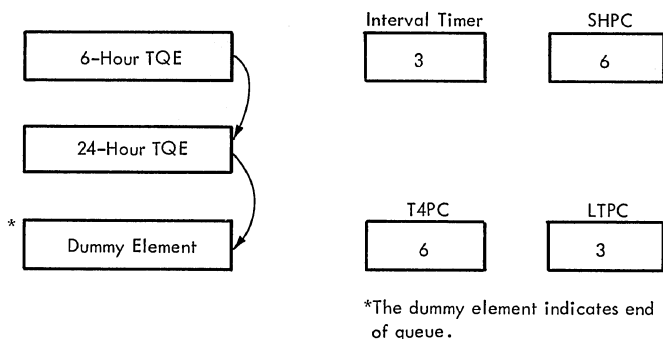 6-Hour TQE
24-Hour TQE
*
Dummy Element
Interval Timer
3
SHPC
6
T4PC
6
LTPC
3
*The dummy element indicates end
of queue.